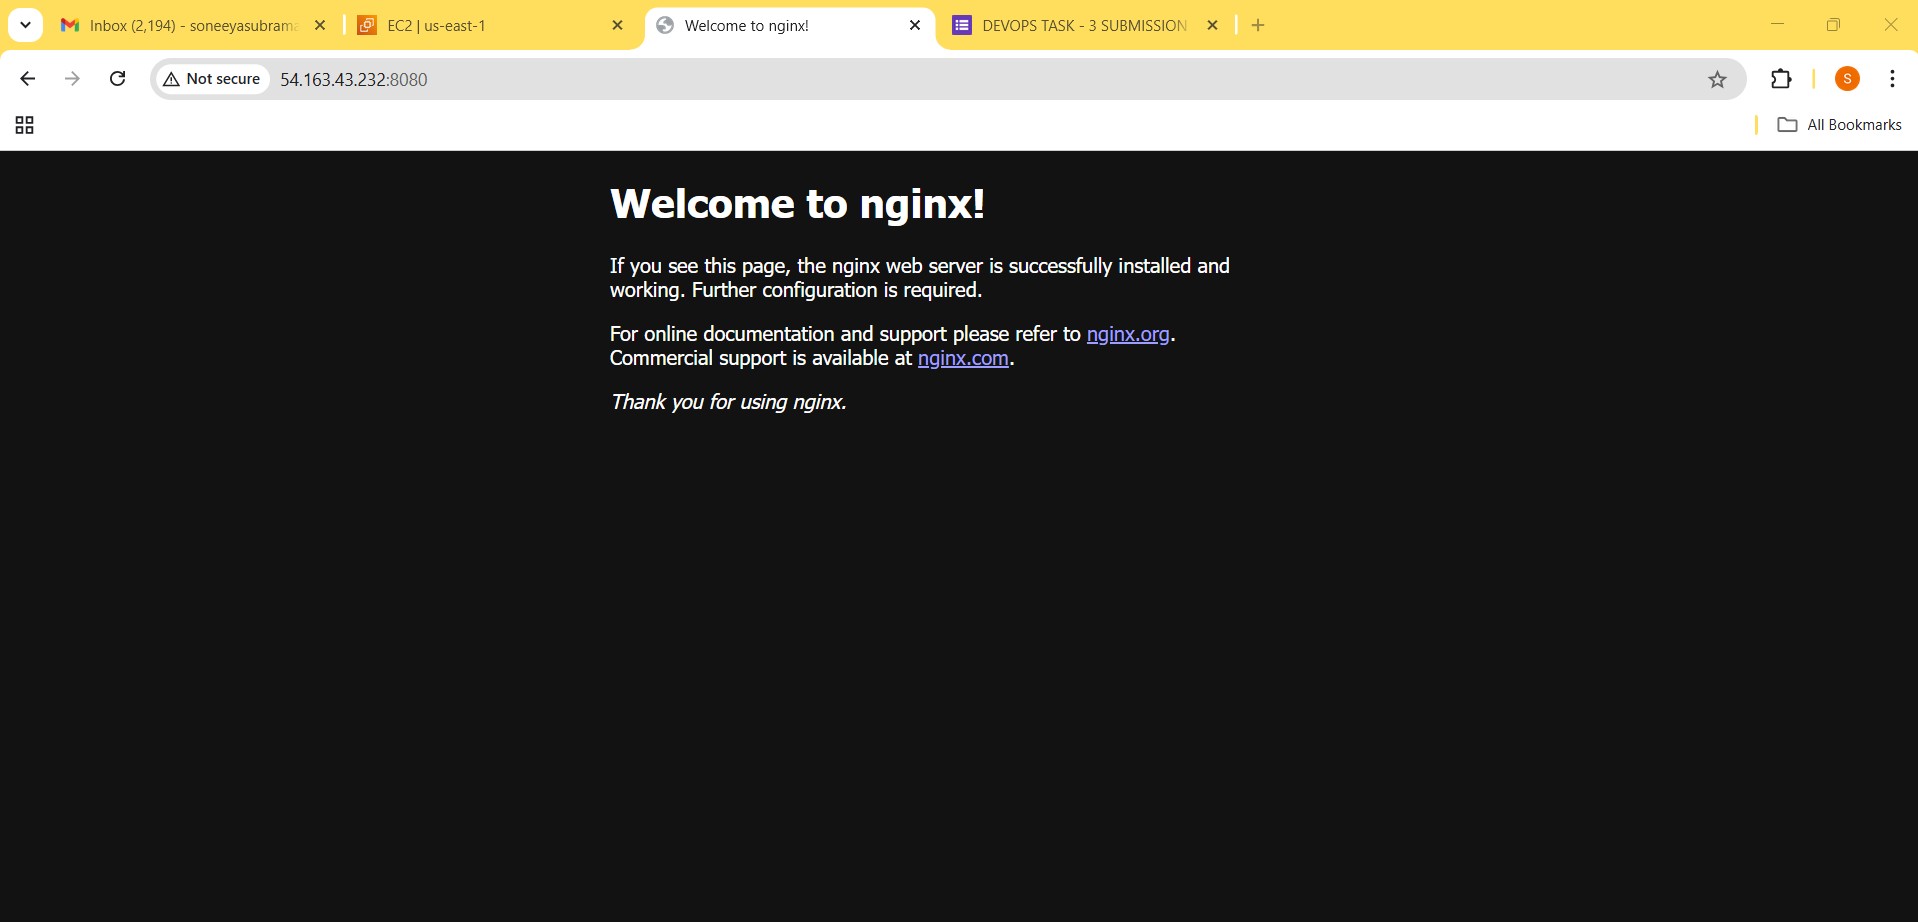 Inbox (2,194) - soneeyasubrama
EC2 | us-east-1
Welcome to nginx!
DEVOPS TASK - 3 SUBMISSION
Not secure
54.163.43.232:8080
S
All Bookmarks
Welcome to nginx!
If you see this page, the nginx web server is successfully installed and
working. Further configuration is required.
For online documentation and support please refer to nginx.org.
Commercial support is available at nginx.com.
Thank you for using nginx.